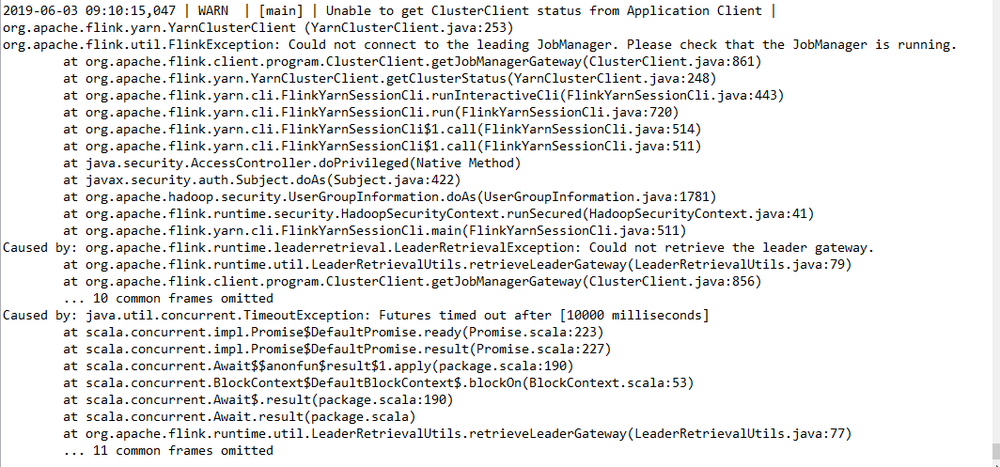 2019-06-03 09:10:15,047 | WARN  | [main] | Unable to get ClusterClient status from Application Client |
org.apache.flink.yarn.YarnClusterClient (YarnClusterClient.java:253)
org.apache.flink.util.FlinkException: Could not connect to the leading JobManager. Please check that the JobManager is running.
        at org.apache.flink.client.program.ClusterClient.getJobManagerGateway(ClusterClient.java:861)
        at org.apache.flink.yarn.YarnClusterClient.getClusterStatus(YarnClusterClient.java:248)
        at org.apache.flink.yarn.cli.FlinkYarnSessionCli.runInteractiveCli(FlinkYarnSessionCli.java:443)
        at org.apache.flink.yarn.cli.FlinkYarnSessionCli.run(FlinkYarnSessionCli.java:720)
        at org.apache.flink.yarn.cli.FlinkYarnSessionCli$1.call(FlinkYarnSessionCli.java:514)
        at org.apache.flink.yarn.cli.FlinkYarnSessionCli$1.call(FlinkYarnSessionCli.java:511)
        at java.security.AccessController.doPrivileged(Native Method)
        at javax.security.auth.Subject.doAs(Subject.java:422)
        at org.apache.hadoop.security.UserGroupInformation.doAs(UserGroupInformation.java:1781)
        at org.apache.flink.runtime.security.HadoopSecurityContext.runSecured(HadoopSecurityContext.java:41)
        at org.apache.flink.yarn.cli.FlinkYarnSessionCli.main(FlinkYarnSessionCli.java:511)
Caused by: org.apache.flink.runtime.leaderretrieval.LeaderRetrievalException: Could not retrieve the leader gateway.
        at org.apache.flink.runtime.util.LeaderRetrievalUtils.retrieveLeaderGateway(LeaderRetrievalUtils.java:79)
        at org.apache.flink.client.program.ClusterClient.getJobManagerGateway(ClusterClient.java:856)
        ... 10 common frames omitted
Caused by: java.util.concurrent.TimeoutException: Futures timed out after [10000 milliseconds]
        at scala.concurrent.impl.Promise$DefaultPromise.ready(Promise.scala:223)
        at scala.concurrent.impl.Promise$DefaultPromise.result(Promise.scala:227)
        at scala.concurrent.Await$$anonfun$result$1.apply(package.scala:190)
        at scala.concurrent.BlockContext$DefaultBlockContext$.blockOn(BlockContext.scala:53)
        at scala.concurrent.Await$.result(package.scala:190)
        at scala.concurrent.Await.result(package.scala)
        at org.apache.flink.runtime.util.LeaderRetrievalUtils.retrieveLeaderGateway(LeaderRetrievalUtils.java:77)
        ... 11 common frames omitted